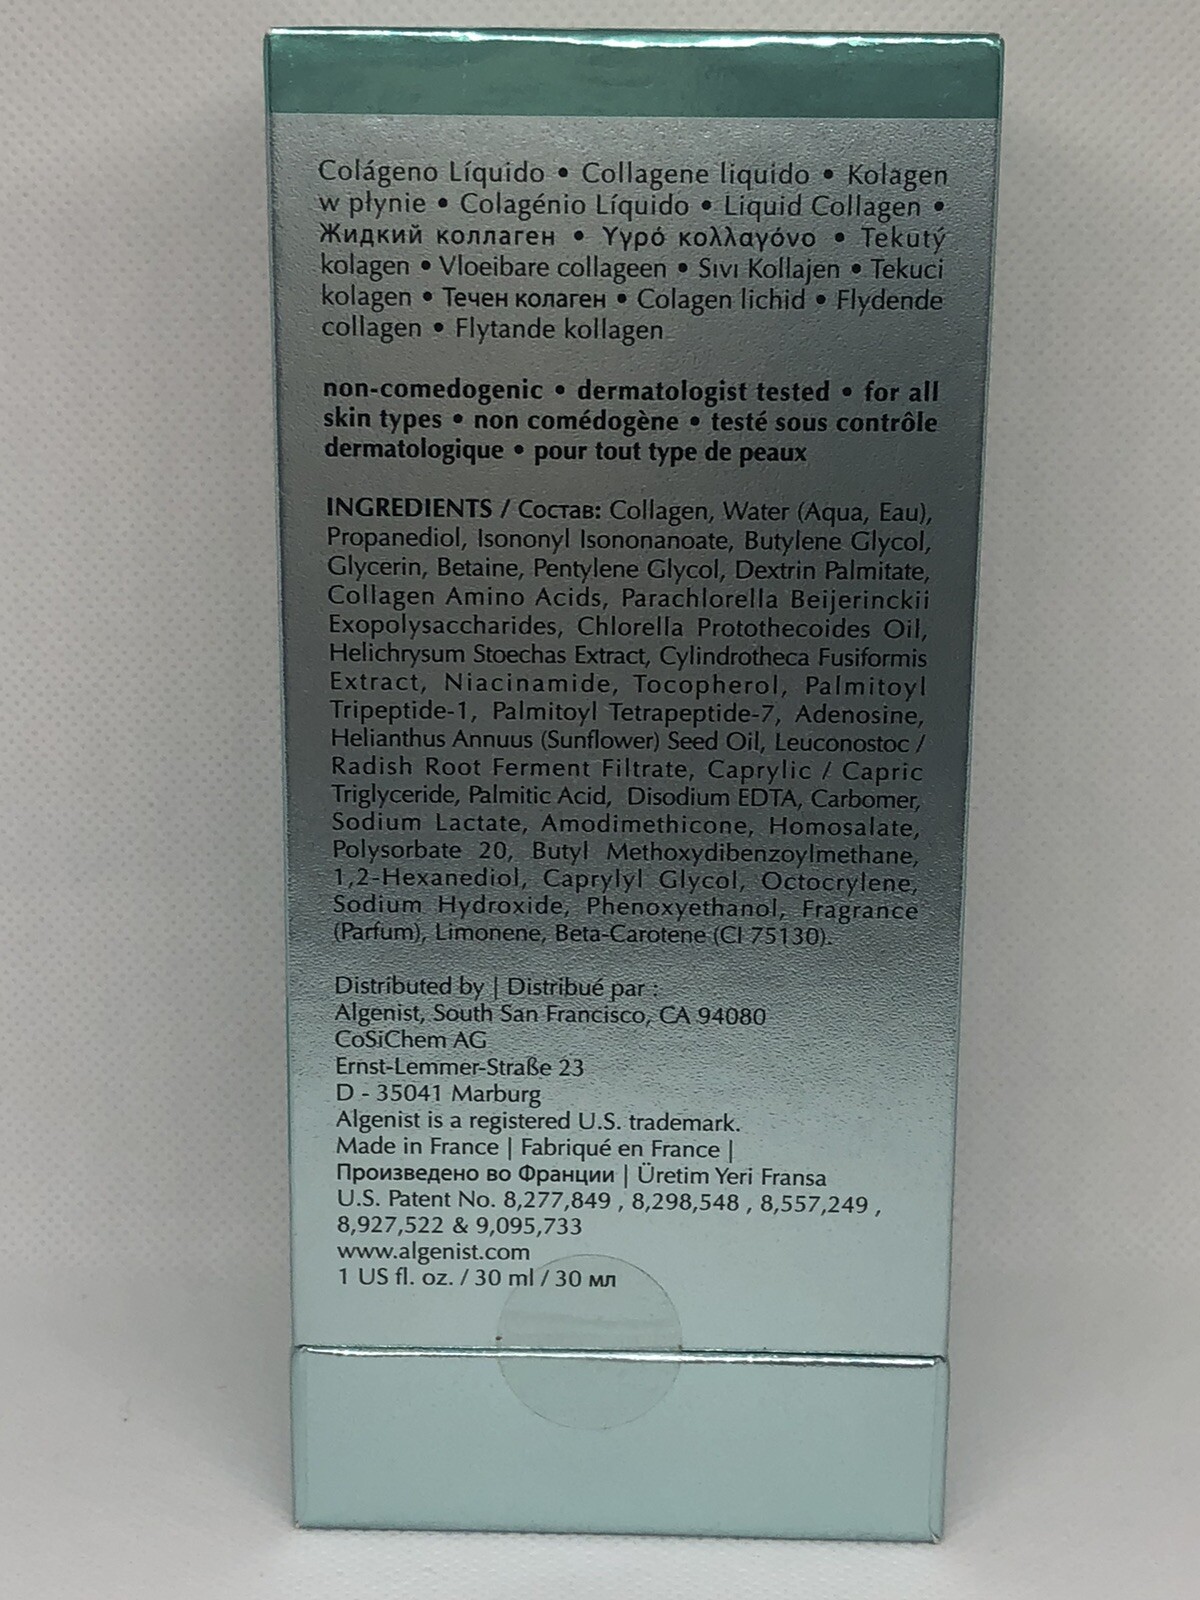 Colágeno Líquido • Collagene liquido • Kolagen
w płynie • Colagénio Líquido • Liquid Collagen •
Жидкий коллаген • Υγρό κολλαγόνο • Tekutý
kolagen • Vloeibare collageen • Sıvı Kollajen • Tekuci
kolagen • Течен колаген • Colagen lichid • Flydende
collagen • Flytande kollagen
non-comedogenic • dermatologist tested • for all
skin types • non comédogène • testé sous contrôle
dermatologique • pour tout type de peaux
INGREDIENTS / Состав: Collagen, Water (Aqua, Eau),
Propanediol, Isononyl Isononanoate, Butylene Glycol,
Glycerin, Betaine, Pentylene Glycol, Dextrin Palmitate,
Collagen Amino Acids, Parachlorella Beijerinckii
Exopolysaccharides, Chlorella Protothecoides Oil,
Helichrysum Stoechas Extract, Cylindrotheca Fusiformis
Extract, Niacinamide, Tocopherol, Palmitoyl
Tripeptide-1, Palmitoyl Tetrapeptide-7, Adenosine,
Helianthus Annuus (Sunflower) Seed Oil, Leuconostoc /
Radish Root Ferment Filtrate, Caprylic / Capric
Triglyceride, Palmitic Acid, Disodium EDTA, Carbomer,
Sodium Lactate, Amodimethicone, Homosalate,
Polysorbate 20, Butyl Methoxydibenzoylmethane,
1,2-Hexanediol, Caprylyl Glycol, Octocrylene,
Sodium Hydroxide, Phenoxyethanol, Fragrance
(Parfum), Limonene, Beta-Carotene (CI 75130).
Distributed by | Distribué par :
Algenist, South San Francisco, CA 94080
CoSiChem AG
Ernst-Lemmer-Straße 23
D - 35041 Marburg
Algenist is a registered U.S. trademark.
Made in France | Fabriqué en France |
Произведено во Франции | Üretim Yeri Fransa
U.S. Patent No. 8,277,849 , 8,298,548 , 8,557,249 ,
8,927,522 & 9,095,733
www.algenist.com
1 US fl. oz. / 30 ml / 30 мл